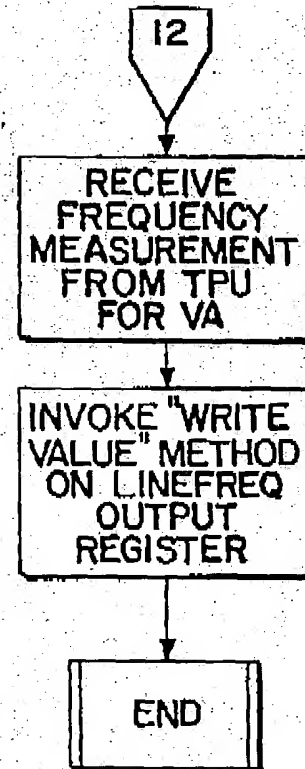 12
RECEIVE
FREQUENCY
MEASUREMENT
FROM TPU
FOR VA
INVOKE "WRITE
VALUE" METHOD
ON LINEFREQ
OUTPUT
REGISTER
END